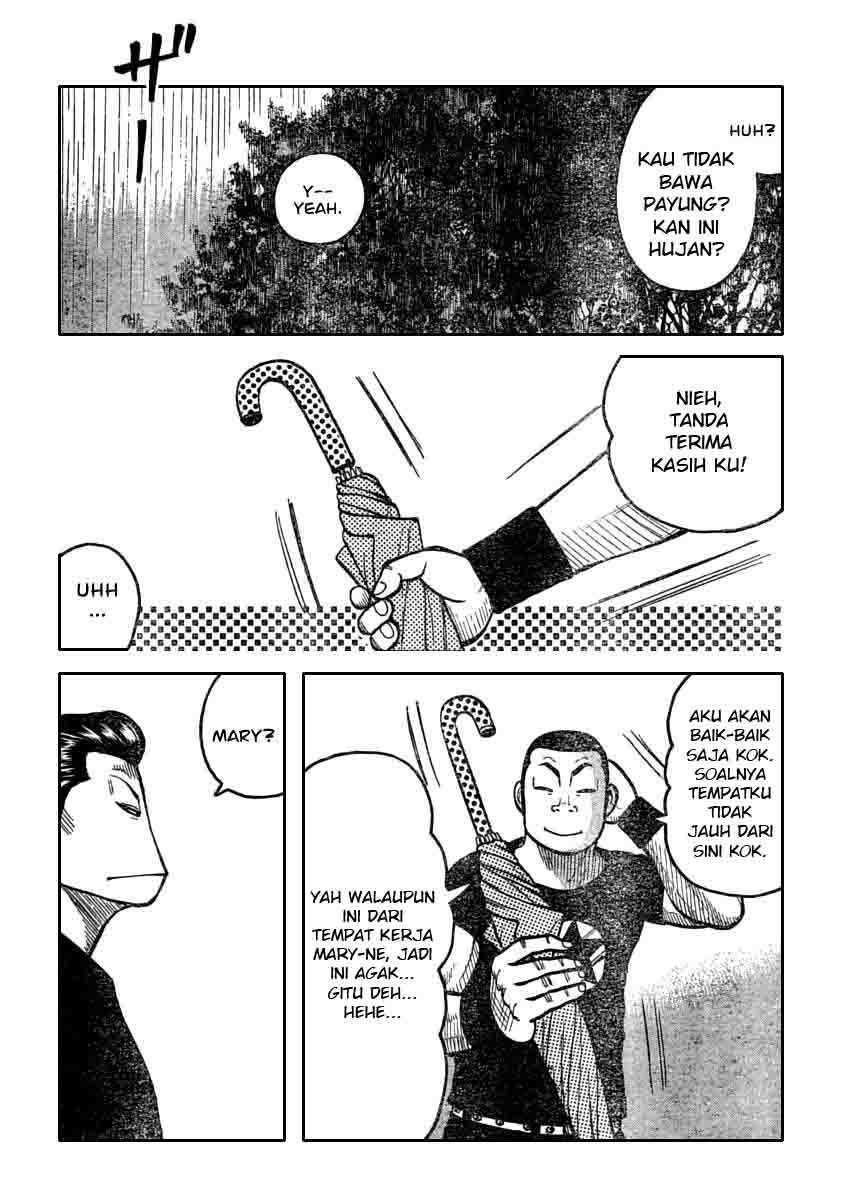 ザー
HUH?
KAU TIDAK
BAWA
PAYUNG?
KAN INI
HUJAN?
Y--
YEAH.
NIEH,
TANDA
TERIMA
KASIH KU!
UHH
...
AKU AKAN
BAIK-BAIK
SAJA KOK.
SOALNYA
TEMPATKU
TIDAK
JAUH DARI
SINI KOK.
YAH WALAUPUN
INI DARI
TEMPAT KERJA
MARY-NE, JADI
INI AGAK...
GITU DEH...
HEHE...
MARY?